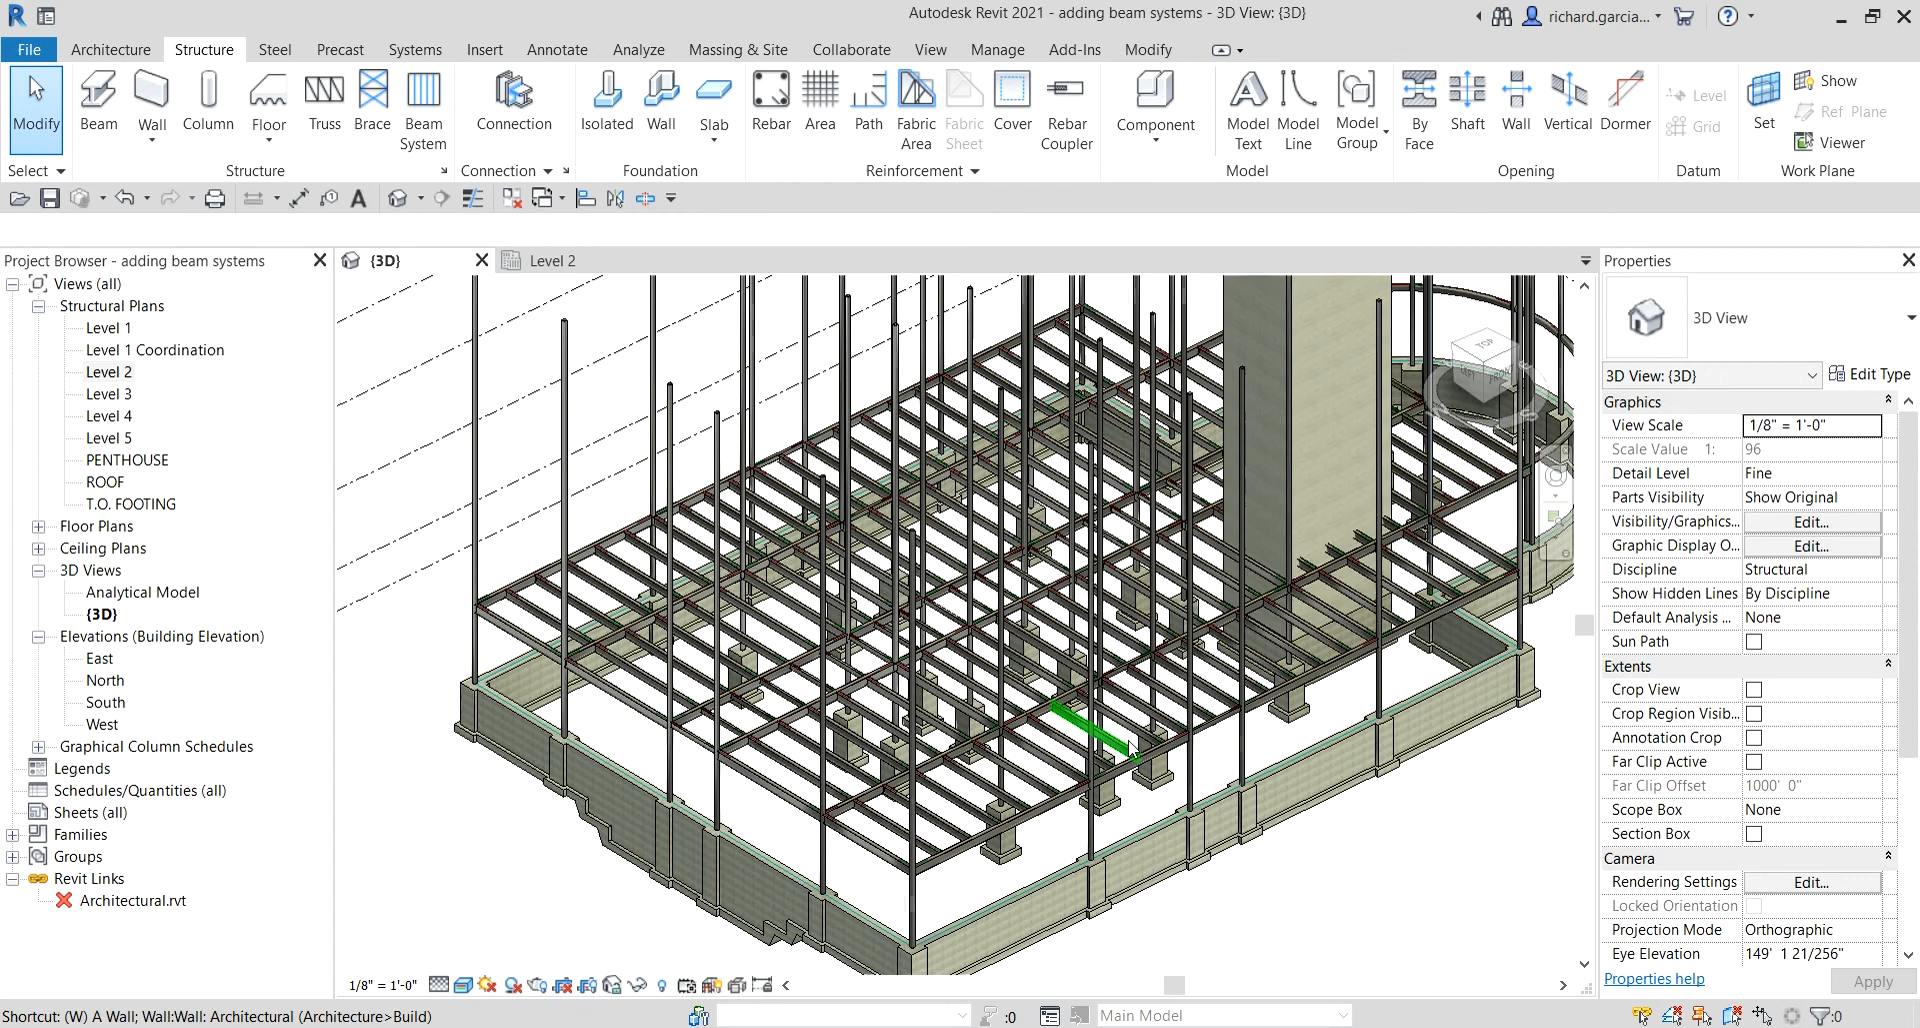 Autodesk Revit 2021 - adding beam systems - 3D View: {3D}
richard.garcia...
File Architecture Structure Steel Precast Systems Insert Annotate Analyze Massing & Site Collaborate View Manage Add-Ins Modify
Modify Beam Wall Column Floor Truss Brace Beam System Connection Isolated Wall Slab Rebar Area Path Fabric Area Fabric Sheet Cover Rebar Coupler Component Model Text Model Line Model Group By Face Shaft Wall Vertical Dormer Level Grid Set Show Ref Plane Viewer
Select Structure Connection Foundation Reinforcement Model Opening Datum Work Plane
Project Browser - adding beam systems
Views (all)
Structural Plans
Level 1
Level 1 Coordination
Level 2
Level 3
Level 4
Level 5
PENTHOUSE
ROOF
T.O. FOOTING
Floor Plans
Ceiling Plans
3D Views
Analytical Model
{3D}
Elevations (Building Elevation)
East
North
South
West
Graphical Column Schedules
Legends
Schedules/Quantities (all)
Sheets (all)
Families
Groups
Revit Links
Architectural.rvt
{3D} Level 2
TOP
LEFT
FRONT
1/8" = 1'-0"
Properties
3D View
3D View: {3D} Edit Type
Graphics
View Scale 1/8" = 1'-0"
Scale Value 1: 96
Detail Level Fine
Parts Visibility Show Original
Visibility/Graphics... Edit...
Graphic Display O... Edit...
Discipline Structural
Show Hidden Lines By Discipline
Default Analysis ... None
Sun Path
Extents
Crop View
Crop Region Visib...
Annotation Crop
Far Clip Active
Far Clip Offset 1000' 0"
Scope Box None
Section Box
Camera
Rendering Settings Edit...
Locked Orientation
Projection Mode Orthographic
Eye Elevation 149' 1 21/256"
Properties help Apply
Shortcut: (W) A Wall; Wall:Wall: Architectural (Architecture>Build) :0 Main Model :0